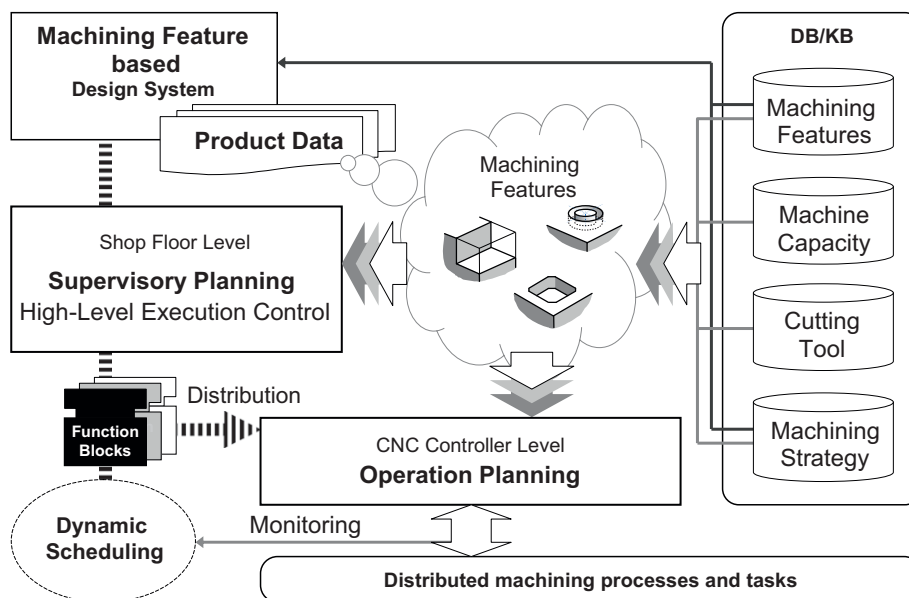 Machining Feature
based
Design System
Product Data
Shop Floor Level
Supervisory Planning
High-Level Execution Control
Function
Blocks
Distribution
Dynamic
Scheduling
Monitoring
Machining
Features
CNC Controller Level
Operation Planning
Distributed machining processes and tasks
DB/KB
Machining
Features
Machine
Capacity
Cutting
Tool
Machining
Strategy